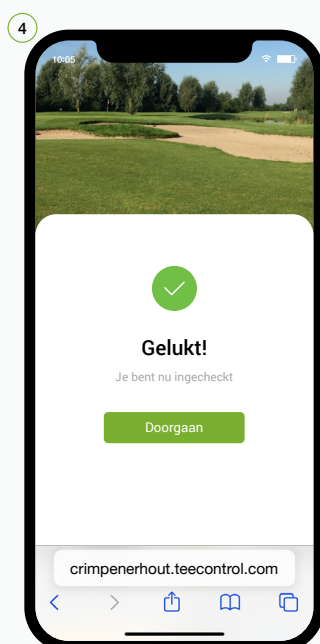 4
10:05
Gelukt!
Je bent nu ingecheckt
Doorgaan
crimpenerhout.teecontrol.com